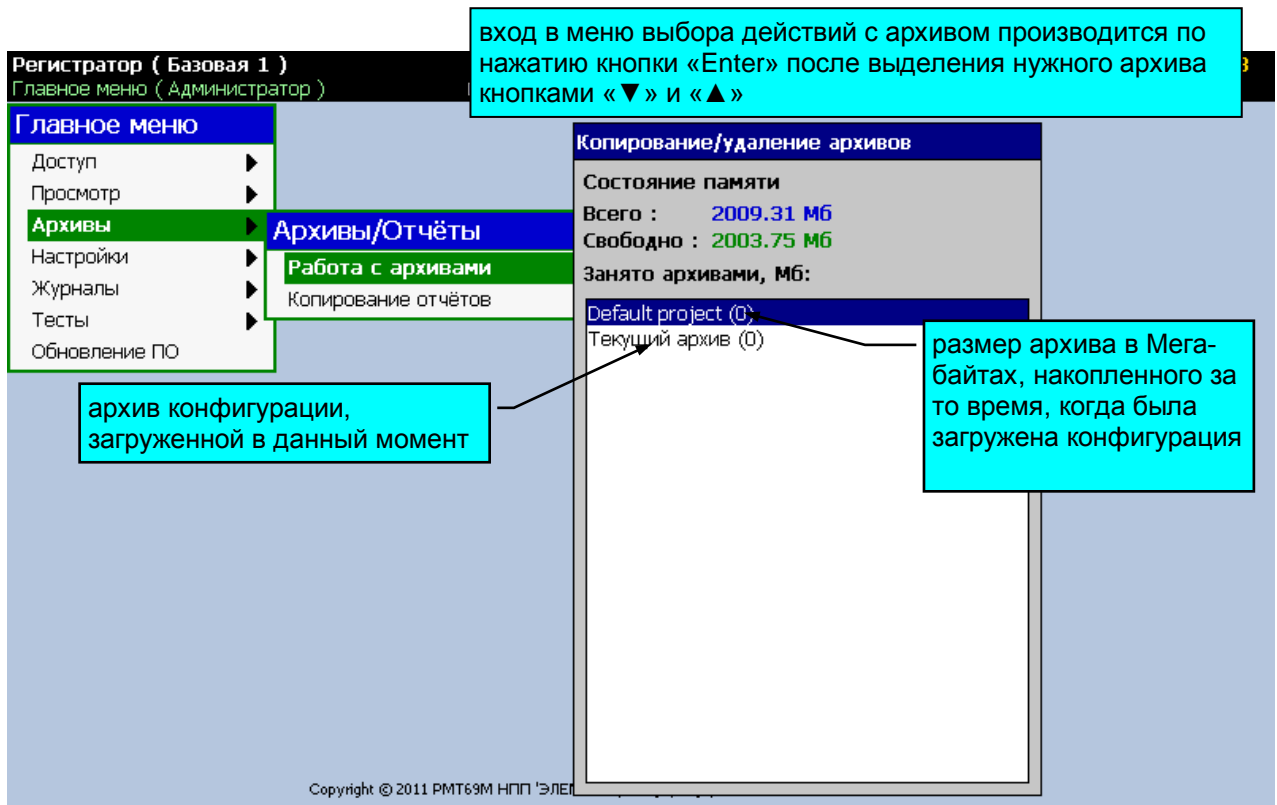 вход в меню выбора действий с архивом производится по
нажатию кнопки «Enter» после выделения нужного архива
кнопками «▼» и «▲»
Регистратор ( Базовая 1 )
Главное меню ( Администратор )
Главное меню
Доступ
Просмотр
Архивы
Настройки
Журналы
Тесты
Обновление ПО
Архивы/Отчёты
Работа с архивами
Копирование отчётов
Копирование/удаление архивов
Состояние памяти
Всего : 2009.31 Мб
Свободно : 2003.75 Мб
Занято архивами, Мб:
Default project (0)
Текущий архив (0)
архив конфигурации,
загруженной в данный момент
размер архива в Мега-
байтах, накопленного за
то время, когда была
загружена конфигурация
Copyright © 2011 РМТ69М НПП